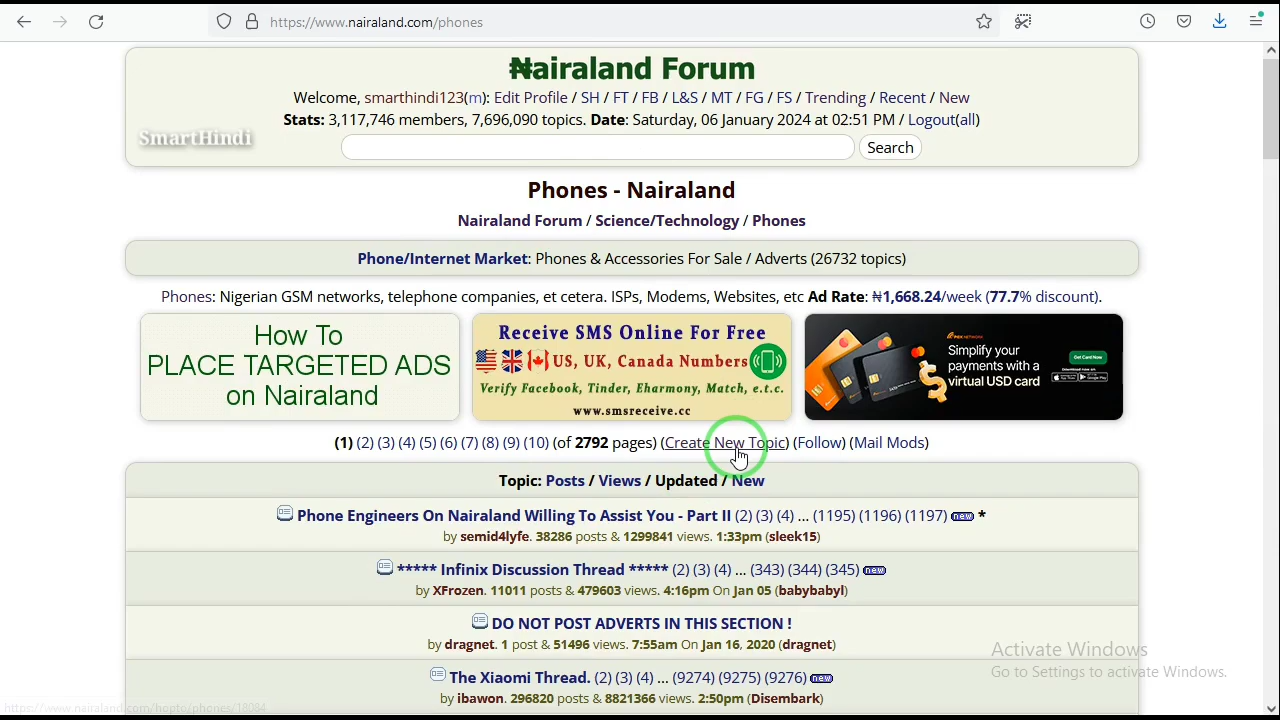 https://www.nairaland.com/phones
₦airaland Forum
Welcome, smarthindi123(m): Edit Profile / SH / FT / FB / L&S / MT / FG / FS / Trending / Recent / New
Stats: 3,117,746 members, 7,696,090 topics. Date: Saturday, 06 January 2024 at 02:51 PM / Logout(all)
SmartHindi
Search
Phones - Nairaland
Nairaland Forum / Science/Technology / Phones
Phone/Internet Market: Phones & Accessories For Sale / Adverts (26732 topics)
Phones: Nigerian GSM networks, telephone companies, et cetera. ISPs, Modems, Websites, etc Ad Rate: ₦1,668.24/week (77.7% discount).
How To
PLACE TARGETED ADS
on Nairaland
Receive SMS Online For Free
US, UK, Canada Numbers
Verify Facebook, Tinder, Eharmony, Match, e.t.c.
www.smsreceive.cc
Simplify your
payments with a
virtual USD card
Get Card Now
(1) (2) (3) (4) (5) (6) (7) (8) (9) (10) (of 2792 pages) (Create New Topic) (Follow) (Mail Mods)
Topic: Posts / Views / Updated / New
Phone Engineers On Nairaland Willing To Assist You - Part II (2) (3) (4) ... (1195) (1196) (1197) new *
by semid4lyfe. 38286 posts & 1299841 views. 1:33pm (sleek15)
***** Infinix Discussion Thread ***** (2) (3) (4) ... (343) (344) (345) new
by XFrozen. 11011 posts & 479603 views. 4:16pm On Jan 05 (babybabyl)
DO NOT POST ADVERTS IN THIS SECTION !
by dragnet. 1 post & 51496 views. 7:55am On Jan 16, 2020 (dragnet)
Activate Windows
Go to Settings to activate Windows.
The Xiaomi Thread. (2) (3) (4) ... (9274) (9275) (9276) new
by ibawon. 296820 posts & 8821366 views. 2:50pm (Disembark)
https://www.nairaland.com/hopto/phones/18084